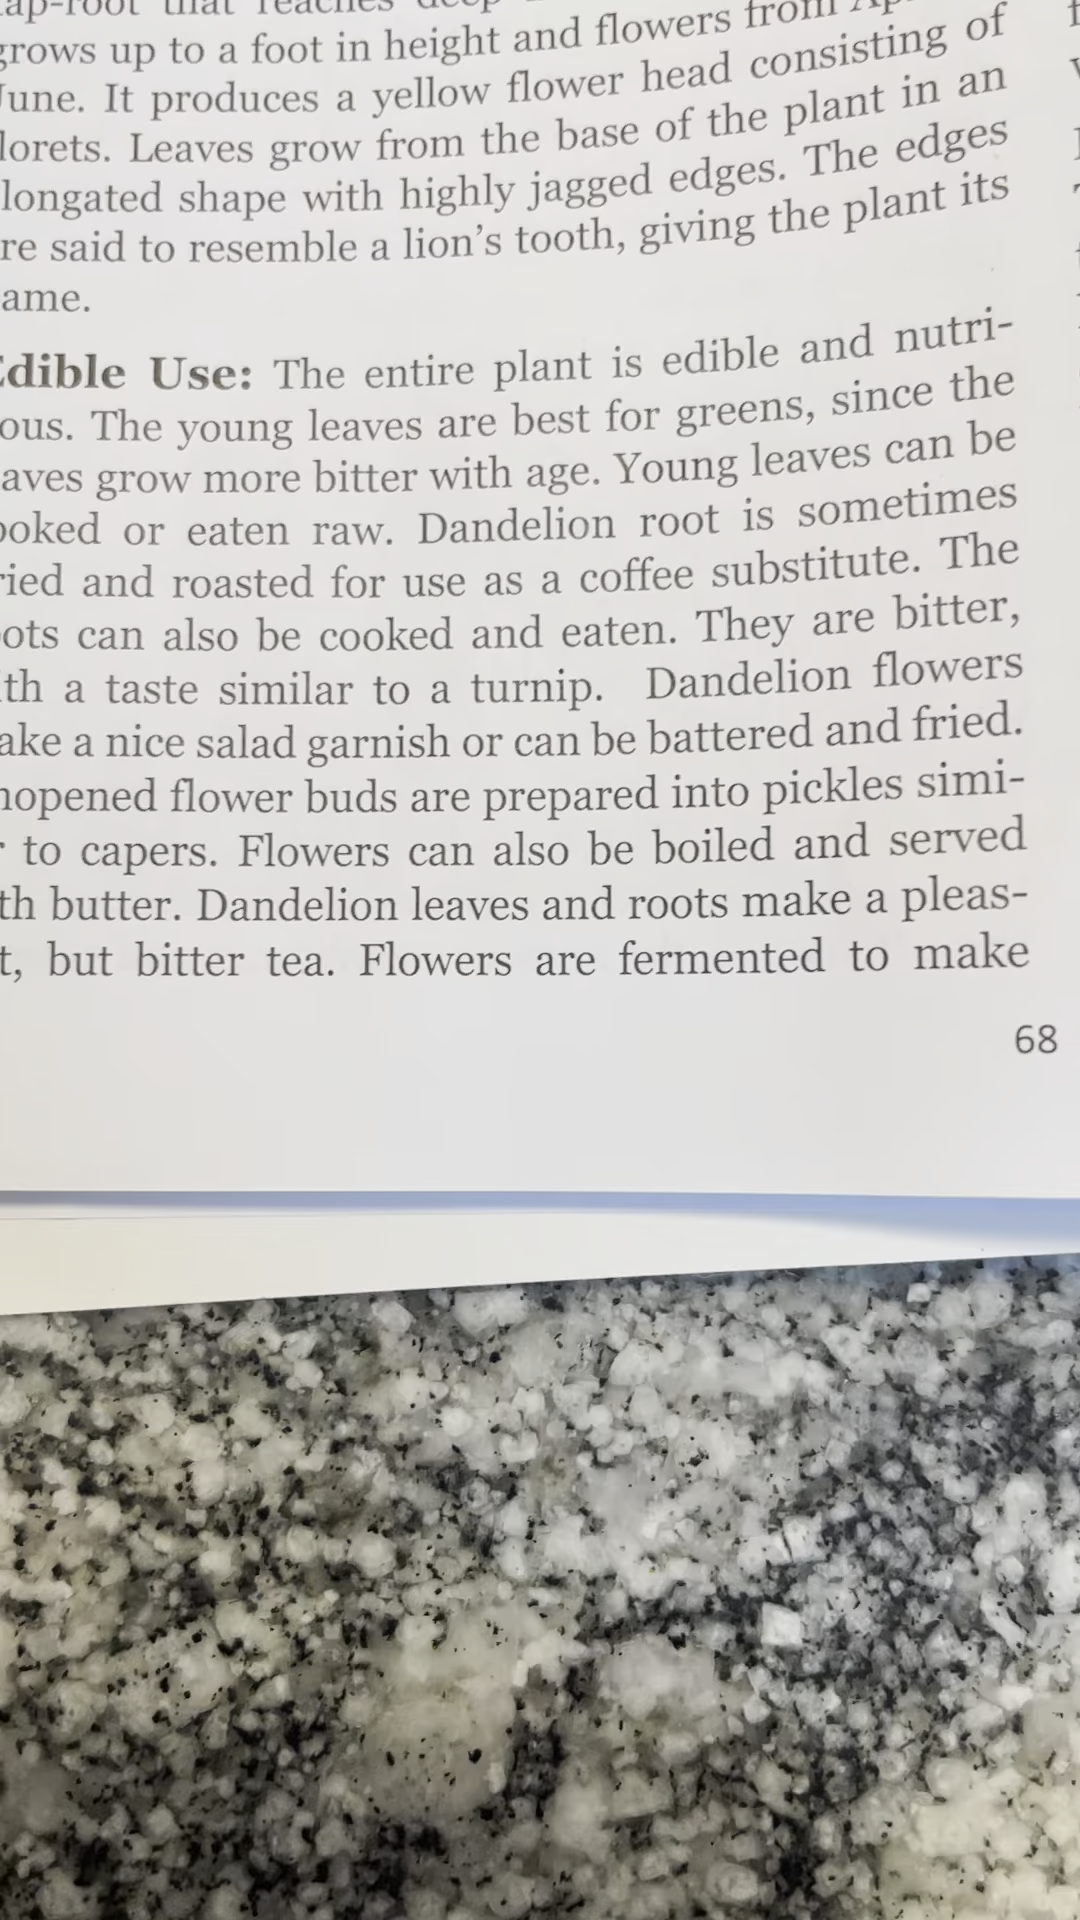 tap-root that reaches deep
grows up to a foot in height and flowers from Ap
June. It produces a yellow flower head consisting of
lorets. Leaves grow from the base of the plant in an
longated shape with highly jagged edges. The edges
re said to resemble a lion's tooth, giving the plant its
ame.
Edible Use: The entire plant is edible and nutri-
ous. The young leaves are best for greens, since the
aves grow more bitter with age. Young leaves can be
ooked or eaten raw. Dandelion root is sometimes
ried and roasted for use as a coffee substitute. The
oots can also be cooked and eaten. They are bitter,
ith a taste similar to a turnip. Dandelion flowers
ake a nice salad garnish or can be battered and fried.
nopened flower buds are prepared into pickles simi-
r to capers. Flowers can also be boiled and served
th butter. Dandelion leaves and roots make a pleas-
t, but bitter tea. Flowers are fermented to make
68